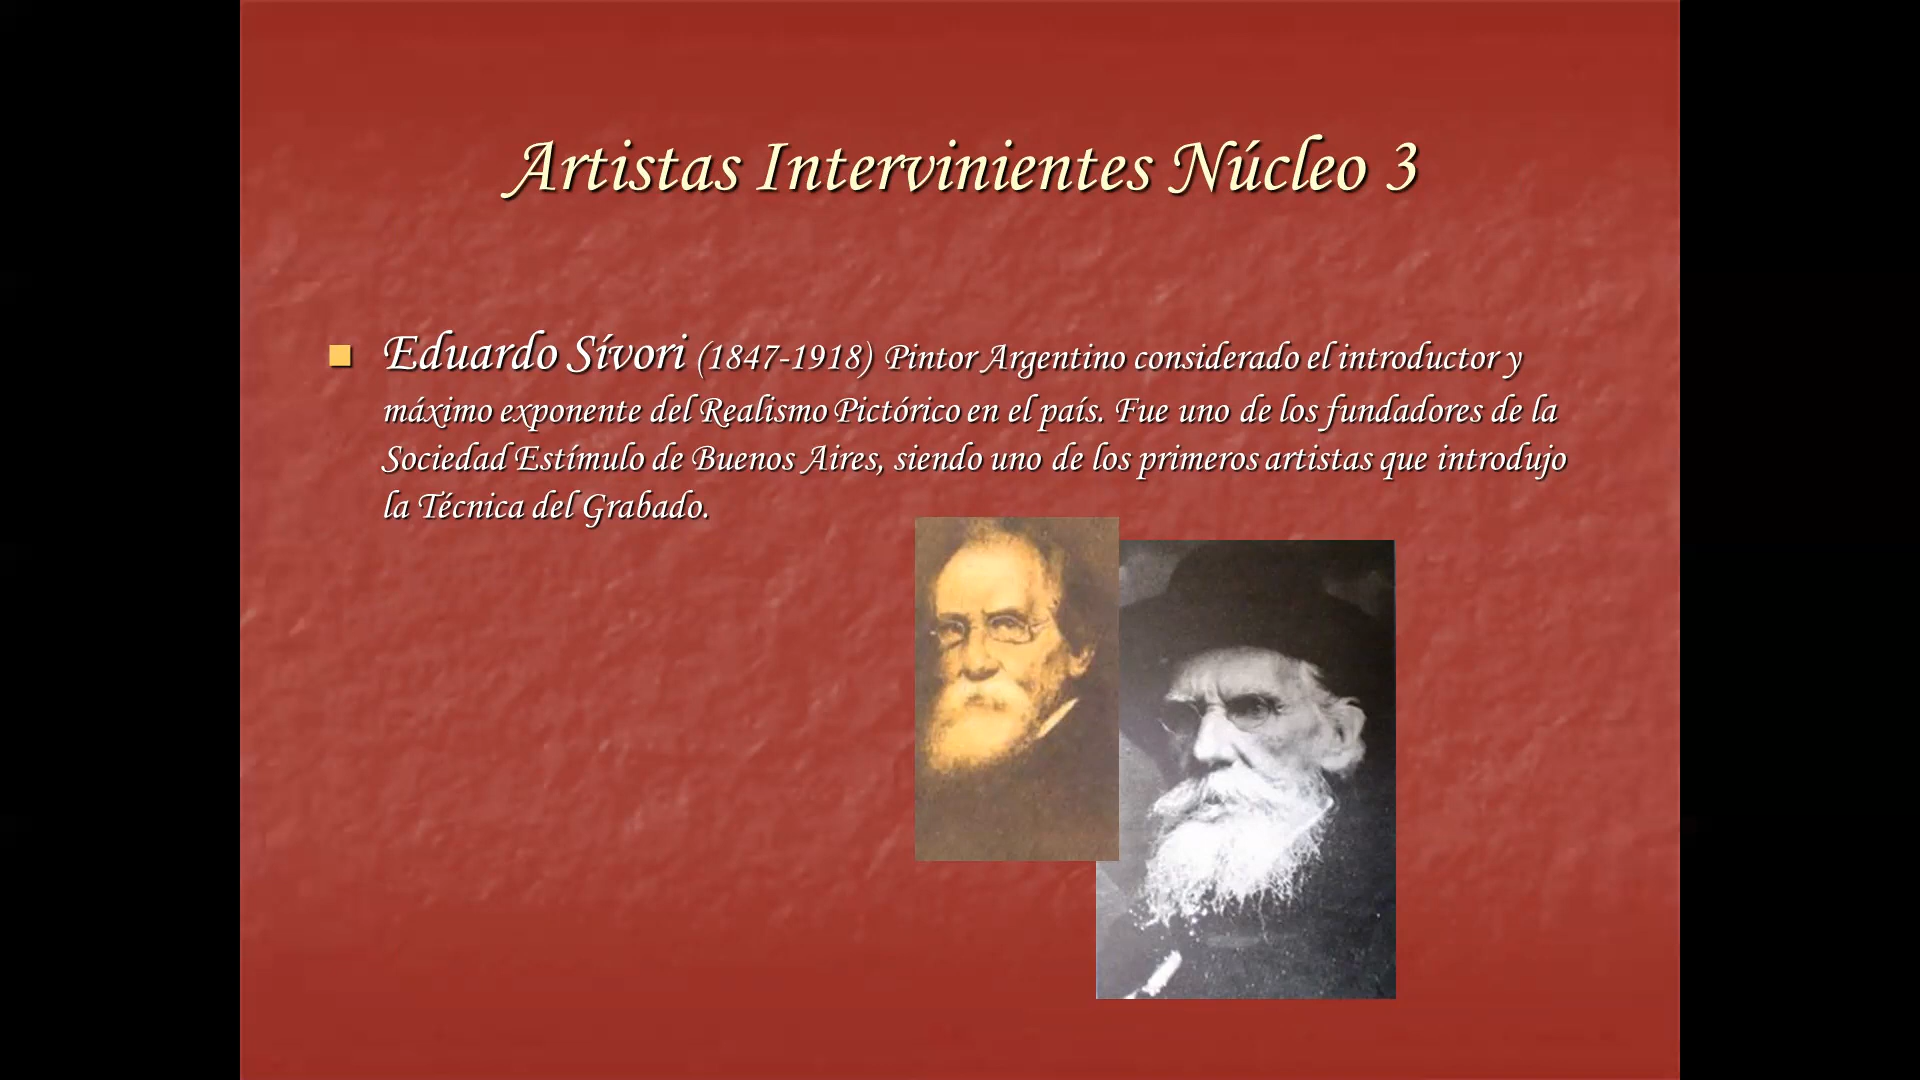 Artistas Intervinientes Núcleo 3
Eduardo Sívori (1847-1918) Pintor Argentino considerado el introductor y
máximo exponente del Realismo Pictórico en el país. Fue uno de los fundadores de la
Sociedad Estímulo de Buenos Aires, siendo uno de los primeros artistas que introdujo
la Técnica del Grabado.